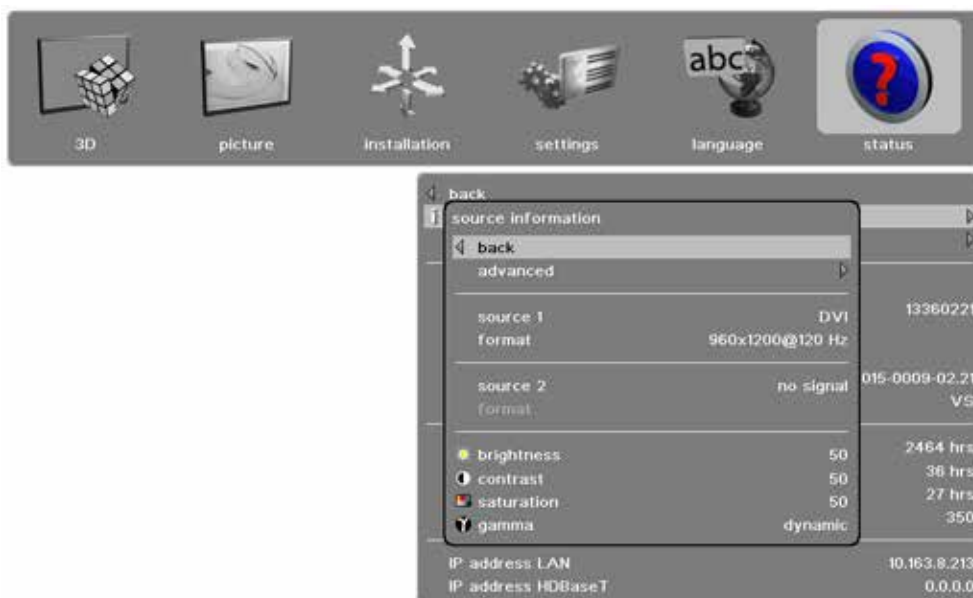 abc
3D
picture
installation
settings
language
status
back
source information
back
advanced
source 1 DVI
format 960x1200@120 Hz
source 2 no signal
format
brightness 50
contrast 50
saturation 50
gamma dynamic
13360221
015-0009-02.21
VS
2464 hrs
36 hrs
27 hrs
350
IP address LAN 10.163.8.213
IP address HDBaseT 0.0.0.0